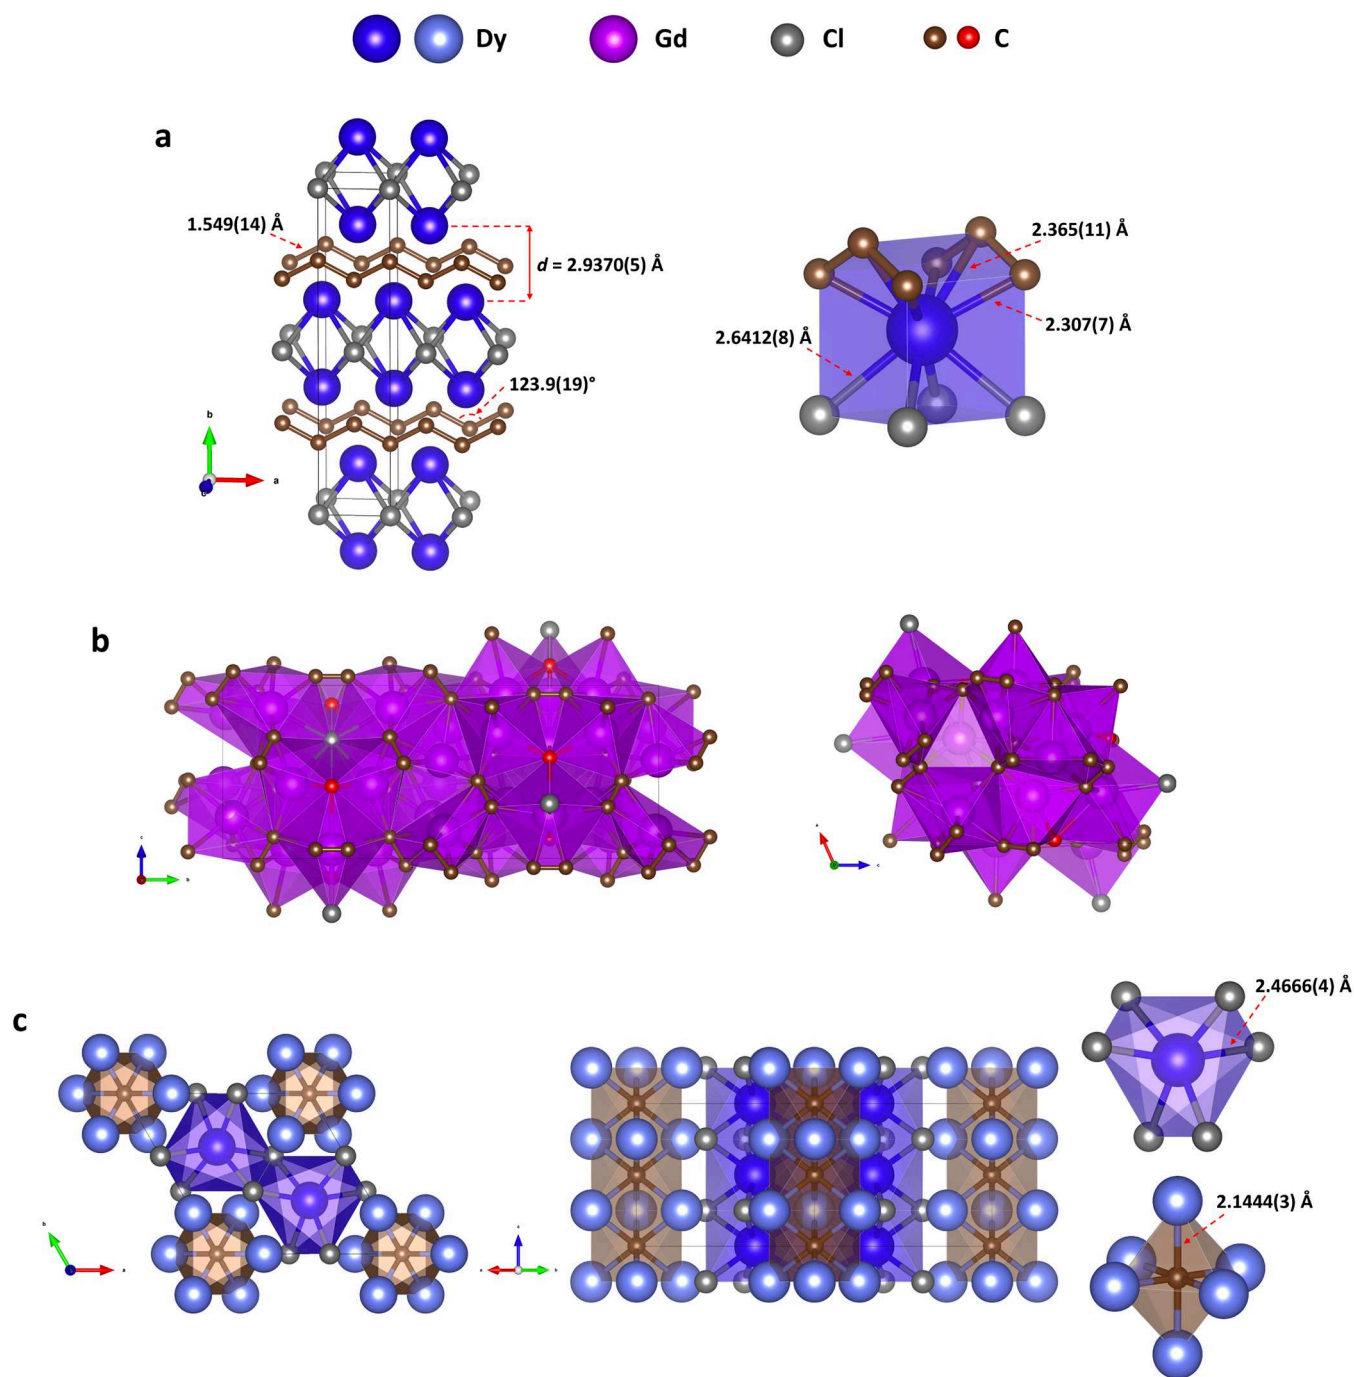 Dy Gd Cl C
a
1.549(14) Å
d = 2.9370(5) Å
123.9(19)°
b
a
c
2.365(11) Å
2.307(7) Å
2.6412(8) Å
b
c
b
a
c
c
b
a
c
a
b
2.4666(4) Å
2.1444(3) Å